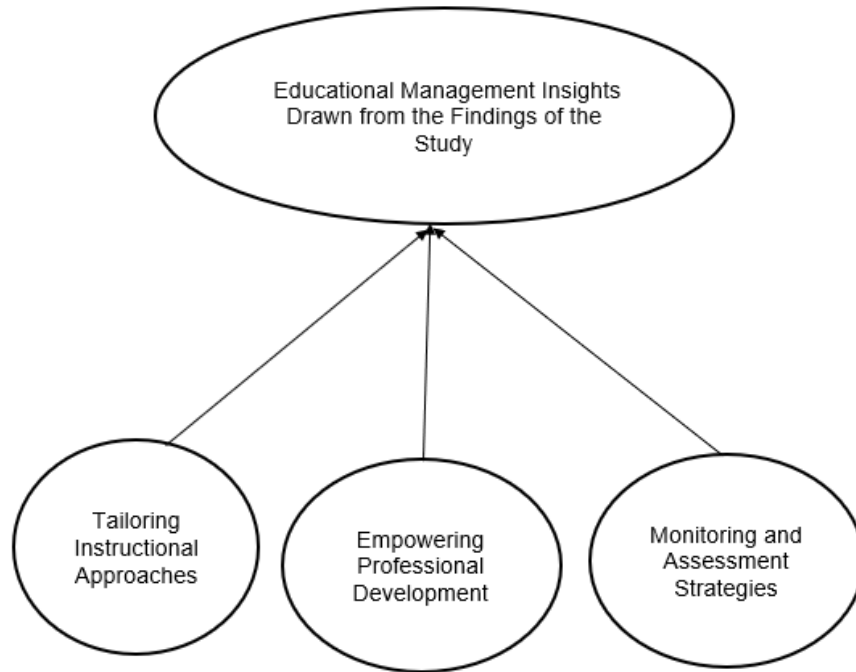 Educational Management Insights
Drawn from the Findings of the
Study
Tailoring
Instructional
Approaches
Empowering
Professional
Development
Monitoring and
Assessment
Strategies